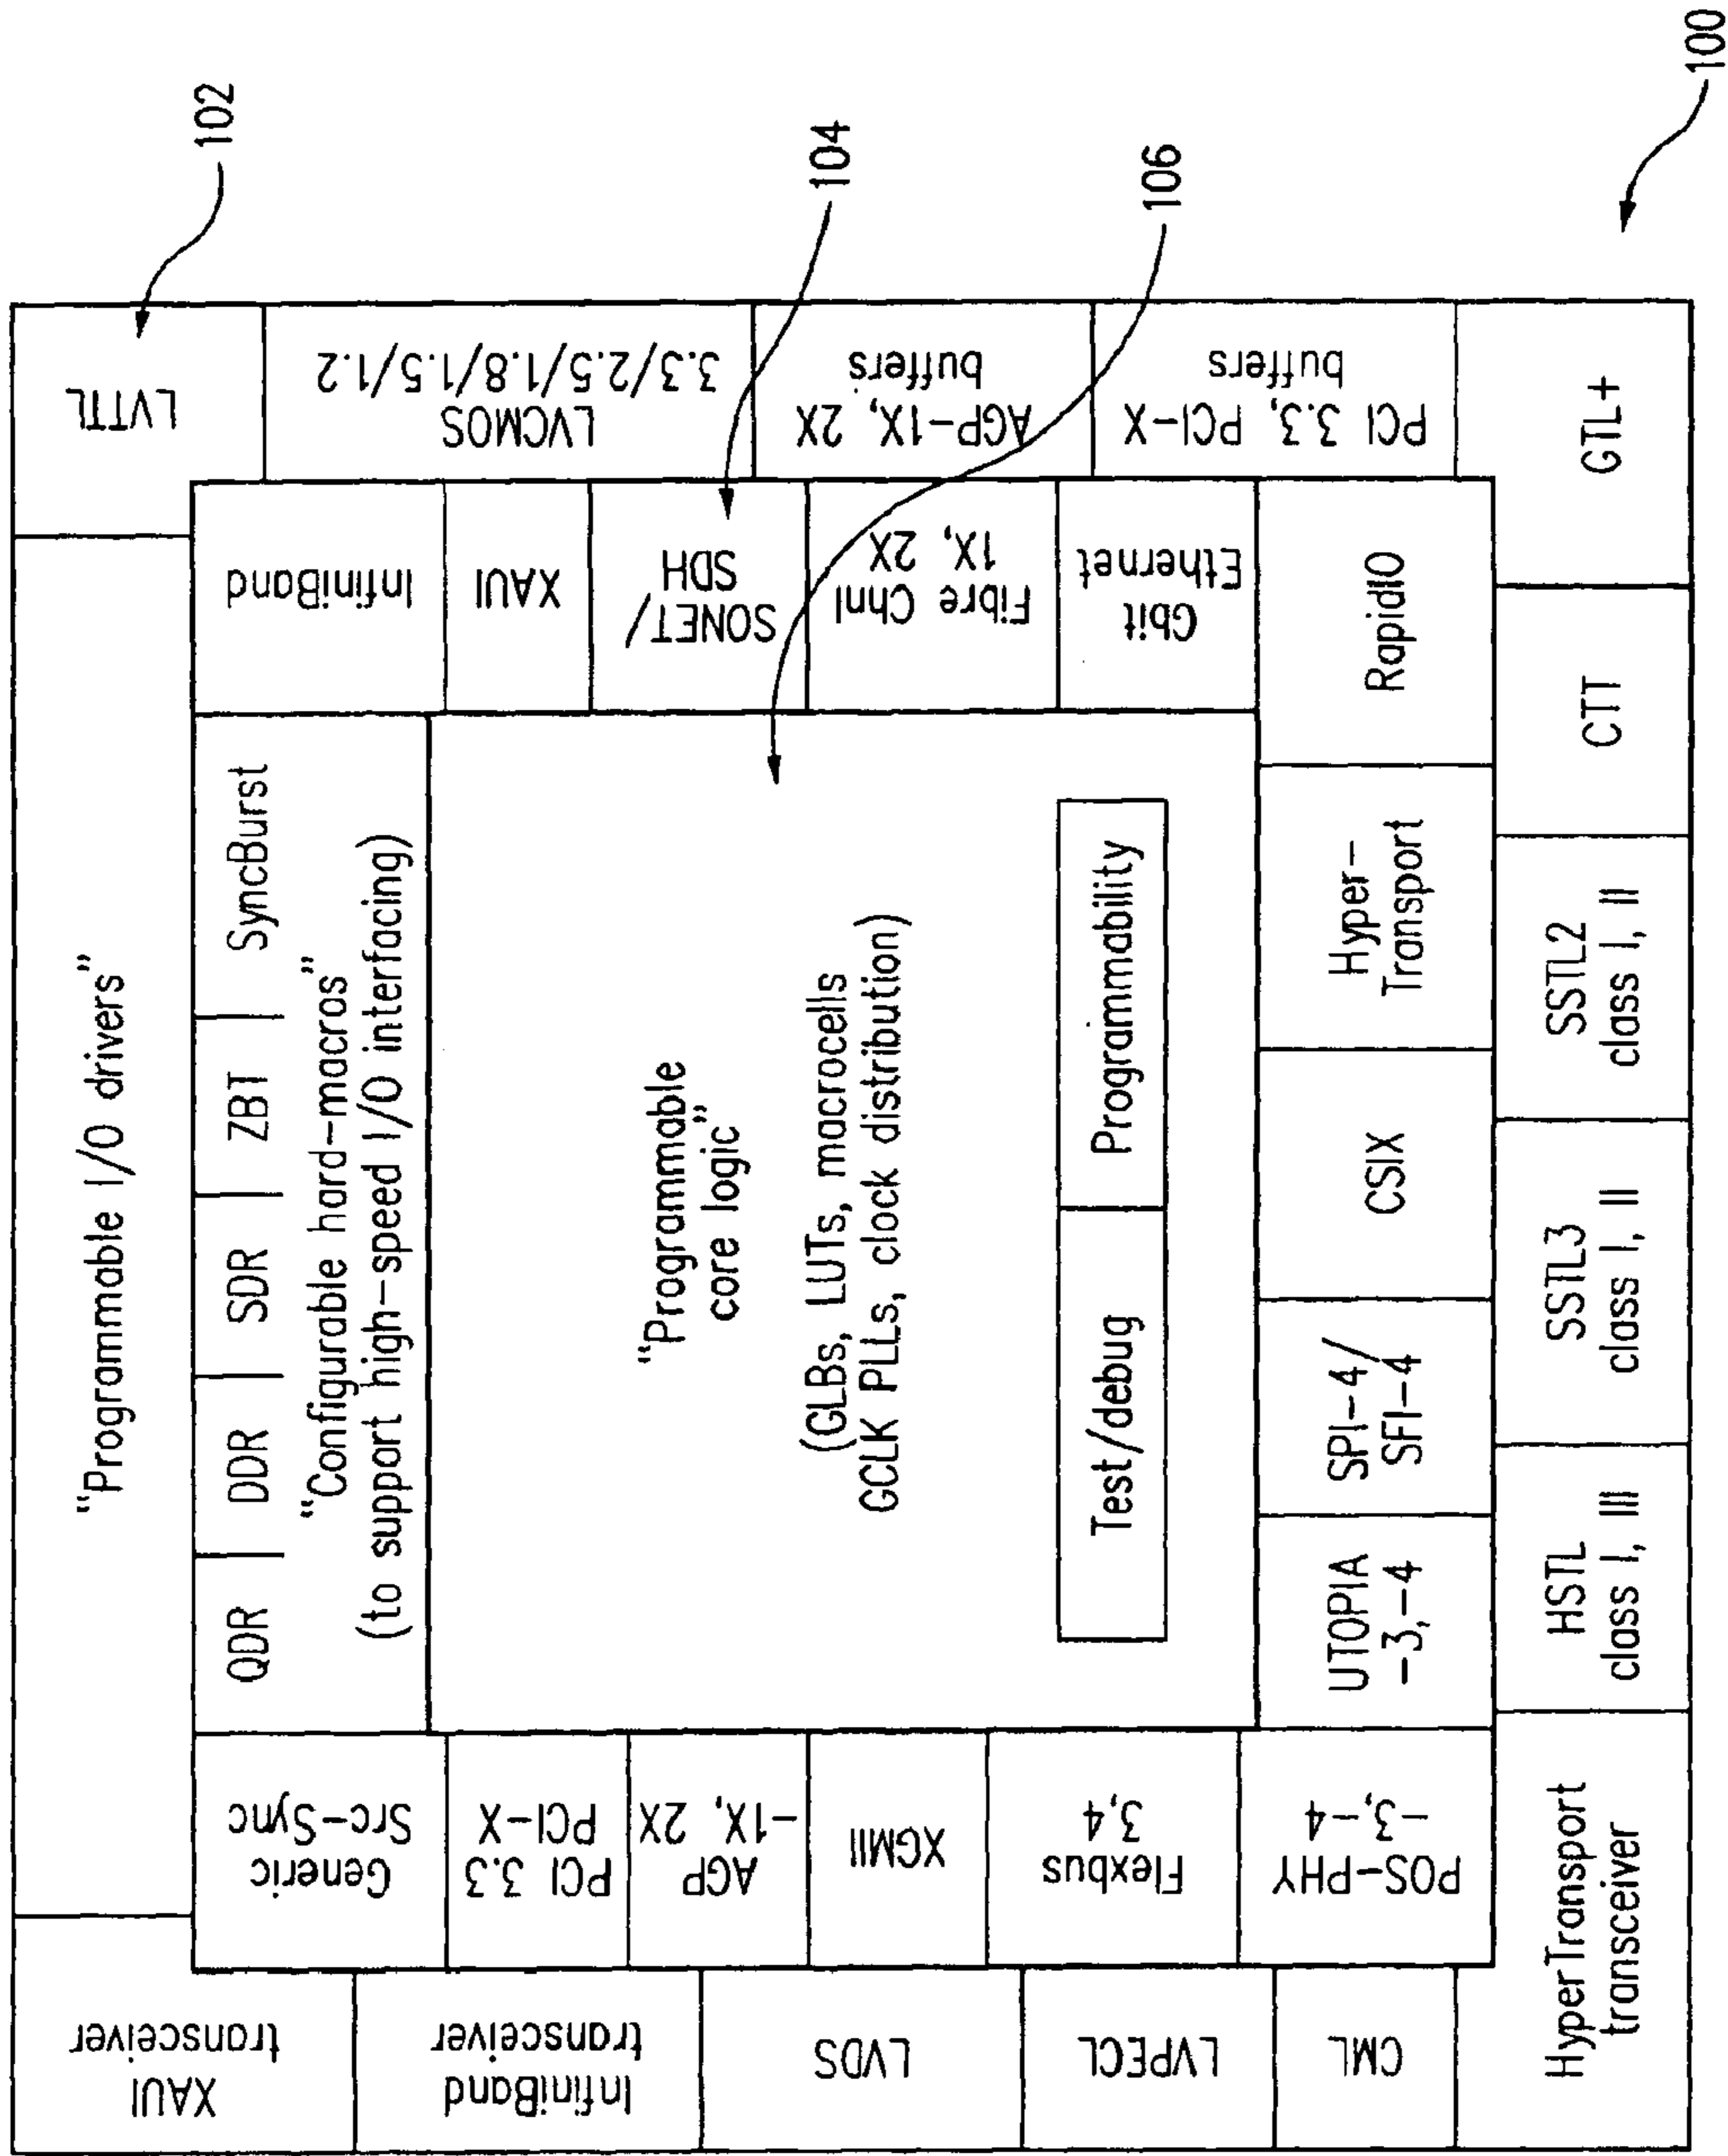 "Programmable I/O drivers"
LVTTL
102
XAUI
transceiver
InfiniBand
transceiver
LVDS
LVPECL
CML
HyperTransport
transceiver
Generic
Src-Sync
PCI 3.3
PCI-X
AGP
-1X, 2X
XGMII
Flexbus
3,4
POS-PHY
-3,-4
QDR
DDR
SDR
ZBT
SyncBurst
"Configurable hard-macros"
(to support high-speed I/O interfacing)
"Programmable
core logic"
(GLBs, LUTs, macrocells
GCLK PLLs, clock distribution)
Test/debug
Programmability
InfiniBand
XAUI
SONET/
SDH
104
Fibre Chnl
1X, 2X
Gbit
Ethernet
106
LVCMOS
3.3/2.5/1.8/1.5/1.2
AGP-1X, 2X
buffers
PCI 3.3, PCI-X
buffers
UTOPIA
-3,-4
SPI-4/
SFI-4
CSIX
Hyper-
Transport
RapidIO
HSTL
class I, III
SSTL3
class I, II
SSTL2
class I, II
CTT
GTL+
100